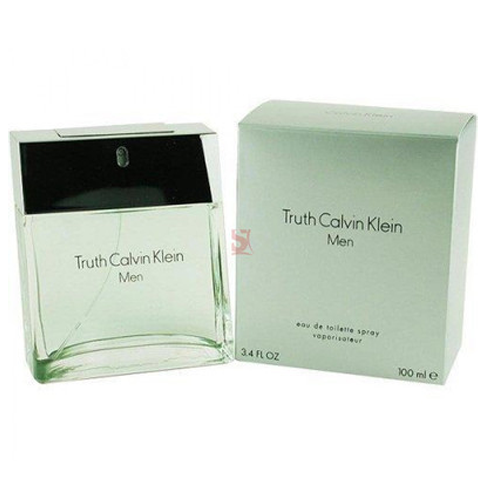 Truth Calvin Klein
Men
Truth Calvin Klein
Men
eau de toilette spray
vaporisateur
3.4 FL OZ
100 ml e
S